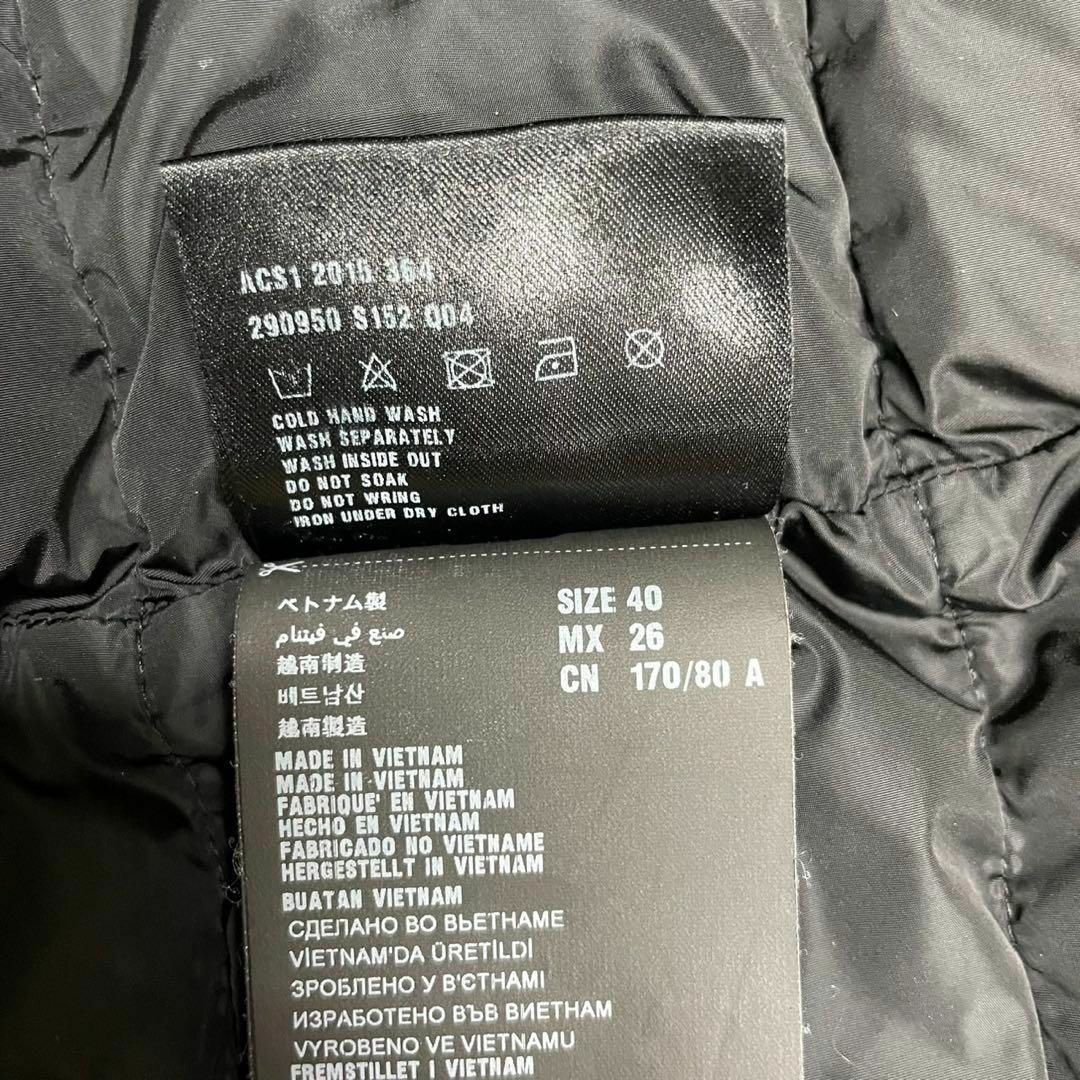 ACS1 2015 364
290950 S152 004
COLD HAND WASH
WASH SEPARATELY
WASH INSIDE OUT
DO NOT SOAK
DO NOT WRING
IRON UNDER DRY CLOTH
ベトナム製
صنع في فيتنام
越南制造
베트남산
越南製造
SIZE 40
MX 26
CN 170/80 A
MADE IN VIETNAM
MADE IN VIETNAM
FABRIQUE' EN VIETNAM
HECHO EN VIETNAM
FABRICADO NO VIETNAME
HERGESTELLT IN VIETNAM
BUATAN VIETNAM
СДЕЛАНО ВО ВЬЕТНАМЕ
VİETNAM'DA ÜRETİLDİ
ЗРОБЛЕНО У В'ЄТНАМІ
ИЗРАБОТЕНО ВЪВ ВИЕТНАМ
VYROBENO VE VIETNAMU
FREMSTILLET I VIETNAM